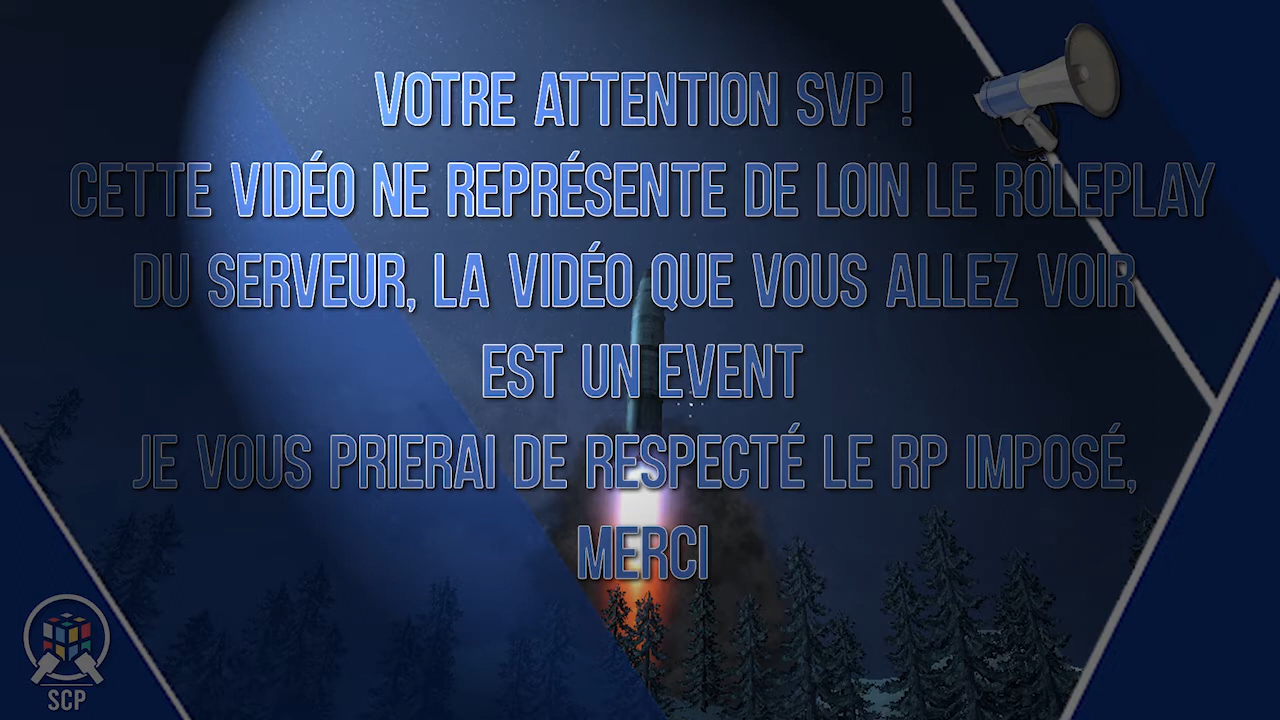 VOTRE ATTENTION SVP !
CETTE VIDÉO NE REPRÉSENTE DE LOIN LE ROLEPLAY
DU SERVEUR, LA VIDÉO QUE VOUS ALLEZ VOIR
EST UN EVENT
JE VOUS PRIERAI DE RESPECTÉ LE RP IMPOSÉ,
MERCI
SCP